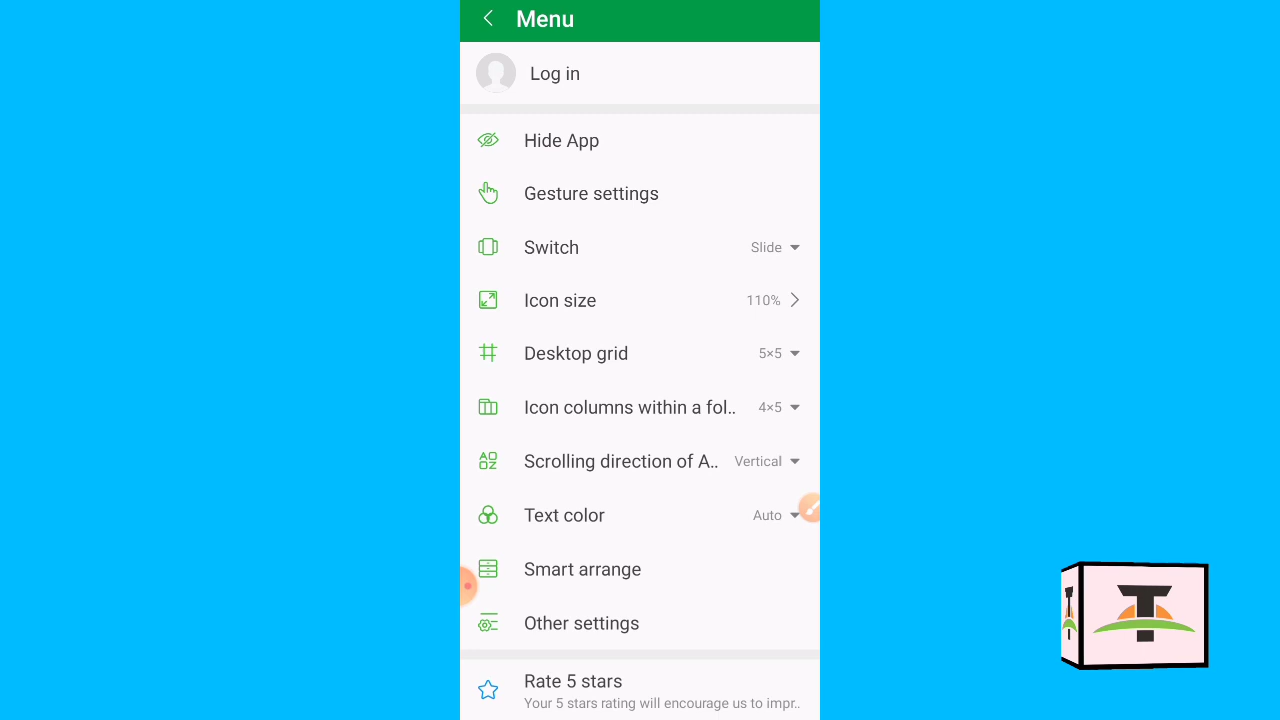 Menu
Log in
Hide App
Gesture settings
Switch Slide
Icon size 110%
Desktop grid 5×5
Icon columns within a fol.. 4×5
Scrolling direction of A.. Vertical
Text color Auto
Smart arrange
Other settings
Rate 5 stars
Your 5 stars rating will encourage us to impr..
T